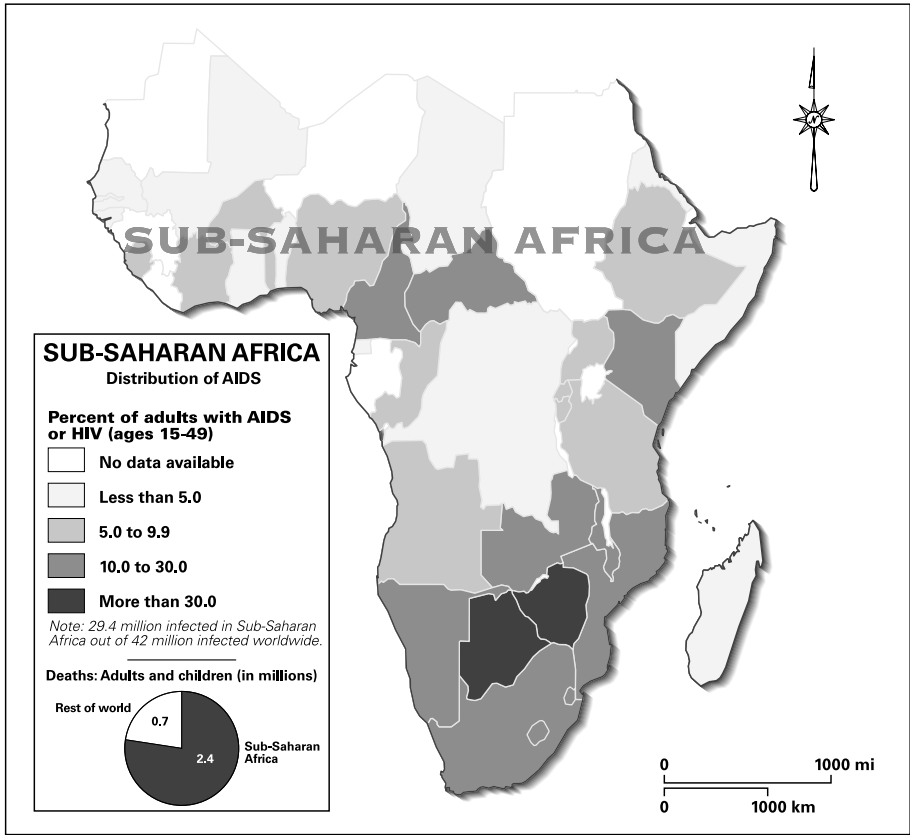 N
SUB-SAHARAN AFRICA
SUB-SAHARAN AFRICA
Distribution of AIDS
Percent of adults with AIDS
or HIV (ages 15-49)
No data available
Less than 5.0
5.0 to 9.9
10.0 to 30.0
More than 30.0
Note: 29.4 million infected in Sub-Saharan
Africa out of 42 million infected worldwide.
Deaths: Adults and children (in millions)
Rest of world
0.7
2.4
Sub-Saharan
Africa
0 1000 mi
0 1000 km